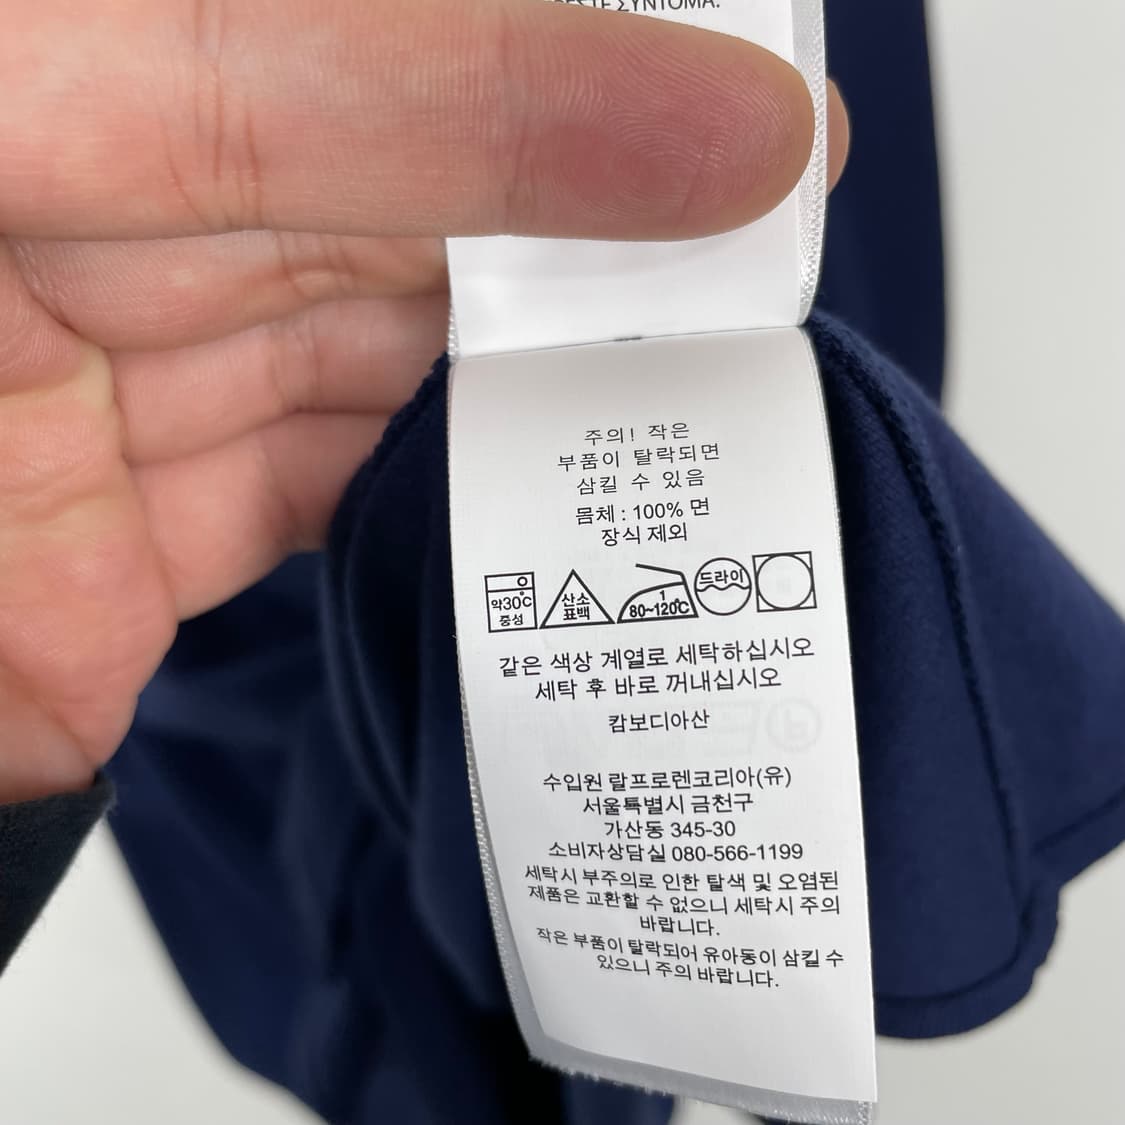 ΣΥΝΤΟΜΑ.
주의! 작은
부품이 탈락되면
삼킬 수 있음
몸체 : 100% 면
장식 제외
약30℃
중성
산소
표백
1
80~120℃
드라이
같은 색상 계열로 세탁하십시오
세탁 후 바로 꺼내십시오
캄보디아산
수입원 랄프로렌코리아(유)
서울특별시 금천구
가산동 345-30
소비자상담실 080-566-1199
세탁시 부주의로 인한 탈색 및 오염된
제품은 교환할 수 없으니 세탁시 주의
바랍니다.
작은 부품이 탈락되어 유아동이 삼킬 수
있으니 주의 바랍니다.